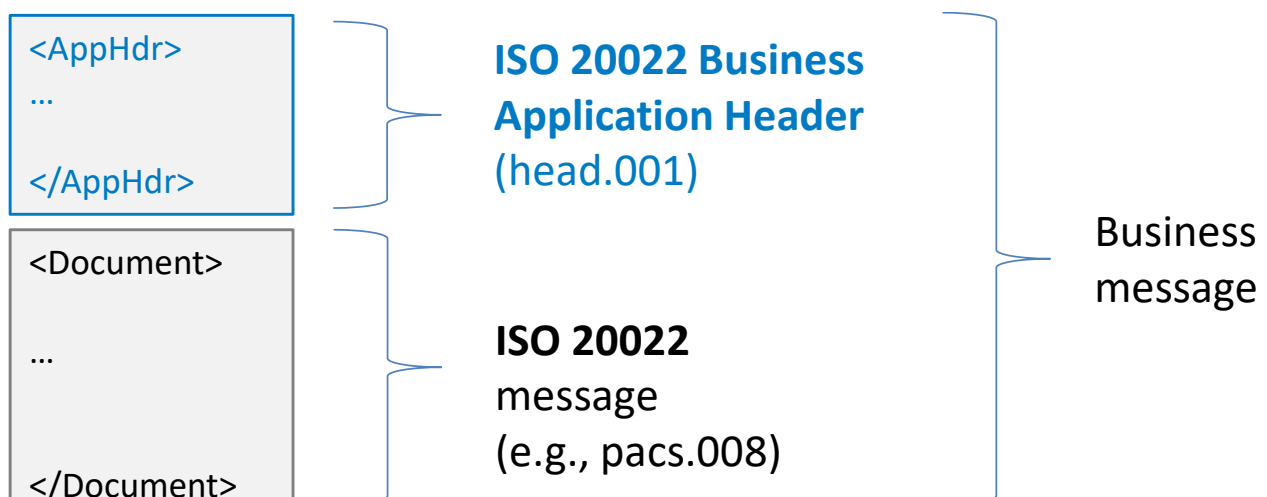 <AppHdr>
…
</AppHdr>
ISO 20022 Business
Application Header
(head.001)
<Document>
…
</Document>
ISO 20022
message
(e.g., pacs.008)
Business
message